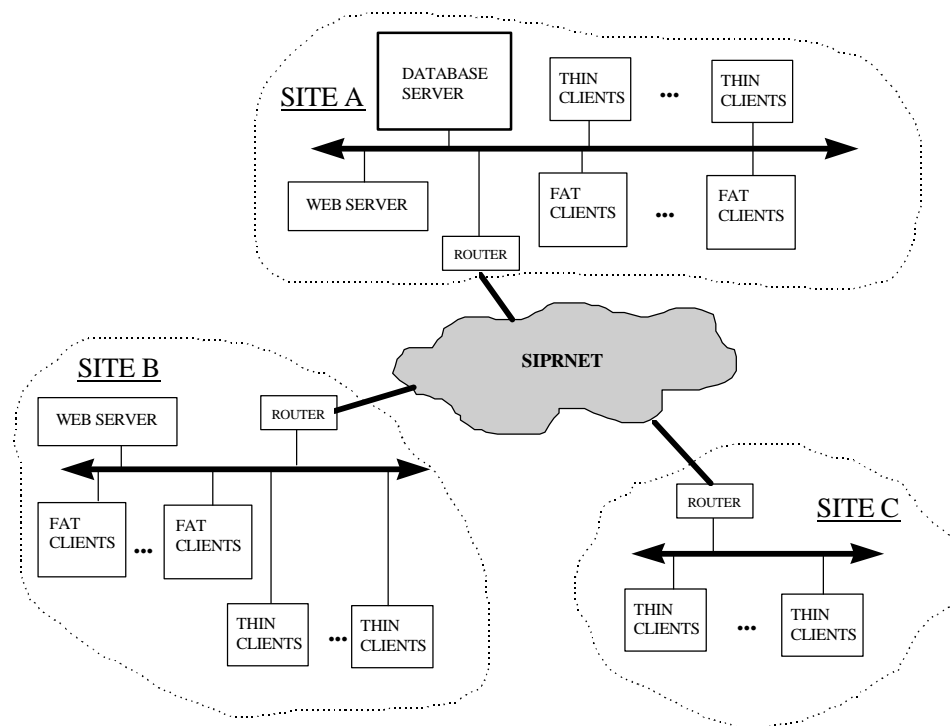 SITE A
DATABASE
SERVER
THIN
CLIENTS
...
THIN
CLIENTS
WEB SERVER
FAT
CLIENTS
...
FAT
CLIENTS
ROUTER
SIPRNET
SITE B
WEB SERVER
ROUTER
FAT
CLIENTS
...
FAT
CLIENTS
THIN
CLIENTS
...
THIN
CLIENTS
ROUTER
SITE C
THIN
CLIENTS
...
THIN
CLIENTS